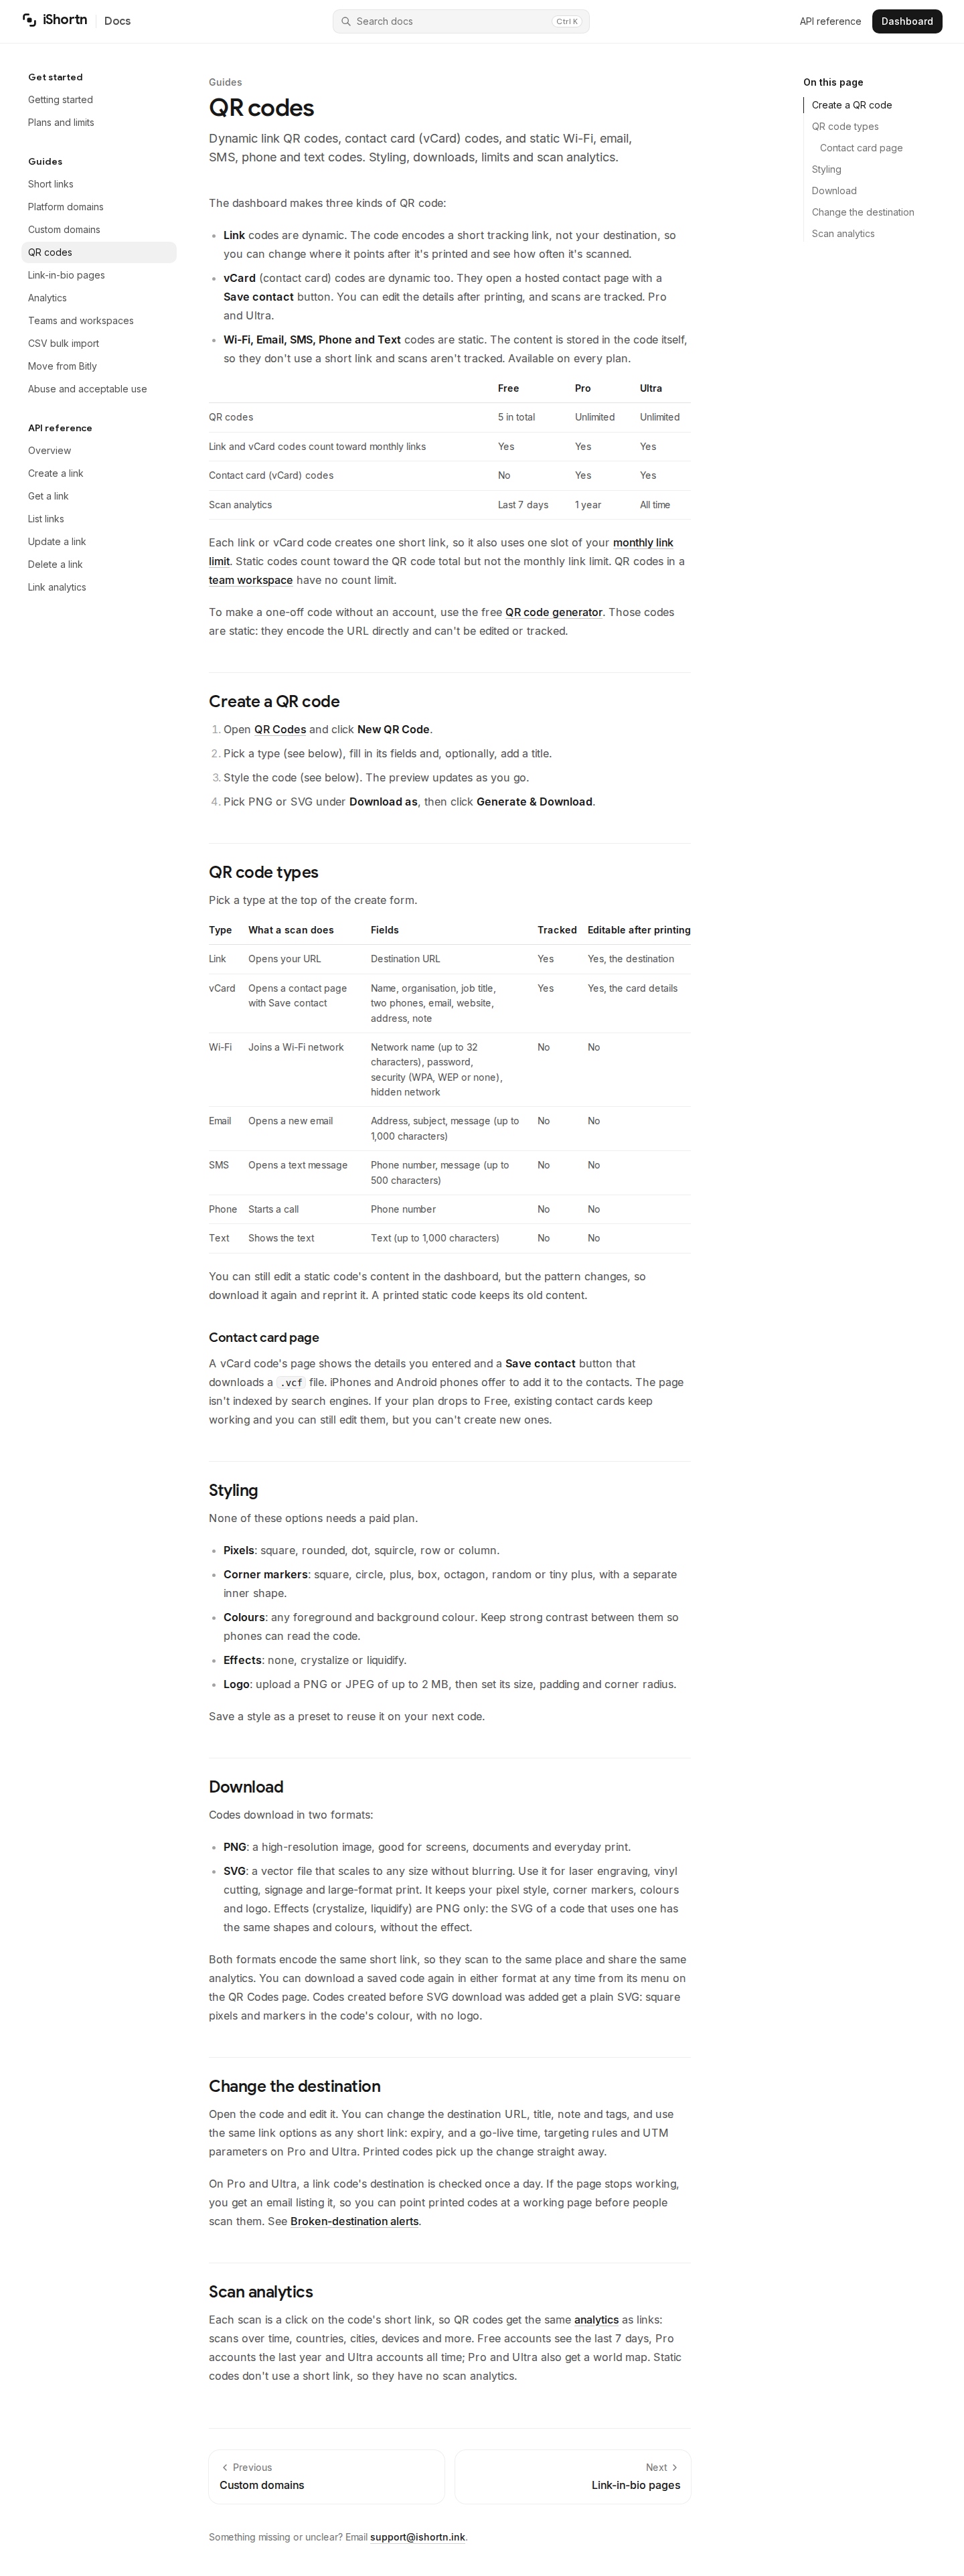 iShortn
Docs
Search docs
Ctrl K
API reference
Dashboard
Get started
Getting started
Plans and limits
Guides
Short links
Platform domains
Custom domains
QR codes
Link-in-bio pages
Analytics
Teams and workspaces
CSV bulk import
Move from Bitly
Abuse and acceptable use
API reference
Overview
Create a link
Get a link
List links
Update a link
Delete a link
Link analytics
Guides
QR codes
Dynamic link QR codes, contact card (vCard) codes, and static Wi-Fi, email,
SMS, phone and text codes. Styling, downloads, limits and scan analytics.
The dashboard makes three kinds of QR code:
Link codes are dynamic. The code encodes a short tracking link, not your destination, so
you can change where it points after it's printed and see how often it's scanned.
vCard (contact card) codes are dynamic too. They open a hosted contact page with a
Save contact button. You can edit the details after printing, and scans are tracked. Pro
and Ultra.
Wi-Fi, Email, SMS, Phone and Text codes are static. The content is stored in the code itself,
so they don't use a short link and scans aren't tracked. Available on every plan.
Free Pro Ultra
QR codes 5 in total Unlimited Unlimited
Link and vCard codes count toward monthly links Yes Yes Yes
Contact card (vCard) codes No Yes Yes
Scan analytics Last 7 days 1 year All time
Each link or vCard code creates one short link, so it also uses one slot of your monthly link
limit. Static codes count toward the QR code total but not the monthly link limit. QR codes in a
team workspace have no count limit.
To make a one-off code without an account, use the free QR code generator. Those codes
are static: they encode the URL directly and can't be edited or tracked.
Create a QR code
1. Open QR Codes and click New QR Code.
2. Pick a type (see below), fill in its fields and, optionally, add a title.
3. Style the code (see below). The preview updates as you go.
4. Pick PNG or SVG under Download as, then click Generate & Download.
QR code types
Pick a type at the top of the create form.
Type What a scan does Fields Tracked Editable after printing
Link Opens your URL Destination URL Yes Yes, the destination
vCard Opens a contact page Name, organisation, job title, Yes Yes, the card details
with Save contact two phones, email, website,
address, note
Wi-Fi Joins a Wi-Fi network Network name (up to 32 No No
characters), password,
security (WPA, WEP or none),
hidden network
Email Opens a new email Address, subject, message (up to No No
1,000 characters)
SMS Opens a text message Phone number, message (up to No No
500 characters)
Phone Starts a call Phone number No No
Text Shows the text Text (up to 1,000 characters) No No
You can still edit a static code's content in the dashboard, but the pattern changes, so
download it again and reprint it. A printed static code keeps its old content.
Contact card page
A vCard code's page shows the details you entered and a Save contact button that
downloads a .vcf file. iPhones and Android phones offer to add it to the contacts. The page
isn't indexed by search engines. If your plan drops to Free, existing contact cards keep
working and you can still edit them, but you can't create new ones.
Styling
None of these options needs a paid plan.
Pixels: square, rounded, dot, squircle, row or column.
Corner markers: square, circle, plus, box, octagon, random or tiny plus, with a separate
inner shape.
Colours: any foreground and background colour. Keep strong contrast between them so
phones can read the code.
Effects: none, crystalize or liquidify.
Logo: upload a PNG or JPEG of up to 2 MB, then set its size, padding and corner radius.
Save a style as a preset to reuse it on your next code.
Download
Codes download in two formats:
PNG: a high-resolution image, good for screens, documents and everyday print.
SVG: a vector file that scales to any size without blurring. Use it for laser engraving, vinyl
cutting, signage and large-format print. It keeps your pixel style, corner markers, colours
and logo. Effects (crystalize, liquidify) are PNG only: the SVG of a code that uses one has
the same shapes and colours, without the effect.
Both formats encode the same short link, so they scan to the same place and share the same
analytics. You can download a saved code again in either format at any time from its menu on
the QR Codes page. Codes created before SVG download was added get a plain SVG: square
pixels and markers in the code's colour, with no logo.
Change the destination
Open the code and edit it. You can change the destination URL, title, note and tags, and use
the same link options as any short link: expiry, and a go-live time, targeting rules and UTM
parameters on Pro and Ultra. Printed codes pick up the change straight away.
On Pro and Ultra, a link code's destination is checked once a day. If the page stops working,
you get an email listing it, so you can point printed codes at a working page before people
scan them. See Broken-destination alerts.
Scan analytics
Each scan is a click on the code's short link, so QR codes get the same analytics as links:
scans over time, countries, cities, devices and more. Free accounts see the last 7 days, Pro
accounts the last year and Ultra accounts all time; Pro and Ultra also get a world map. Static
codes don't use a short link, so they have no scan analytics.
Previous
Custom domains
Next
Link-in-bio pages
Something missing or unclear? Email support@ishortn.ink.
On this page
Create a QR code
QR code types
Contact card page
Styling
Download
Change the destination
Scan analytics